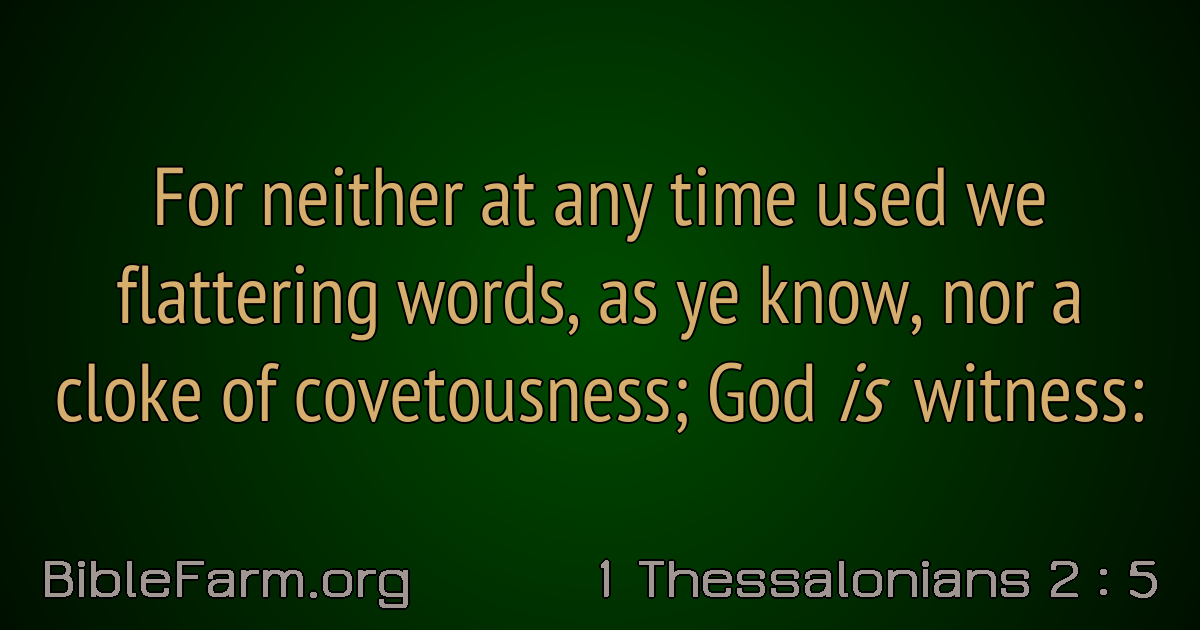 For neither at any time used we
flattering words, as ye know, nor a
cloke of covetousness; God is witness:
BibleFarm.org
1 Thessalonians 2 : 5